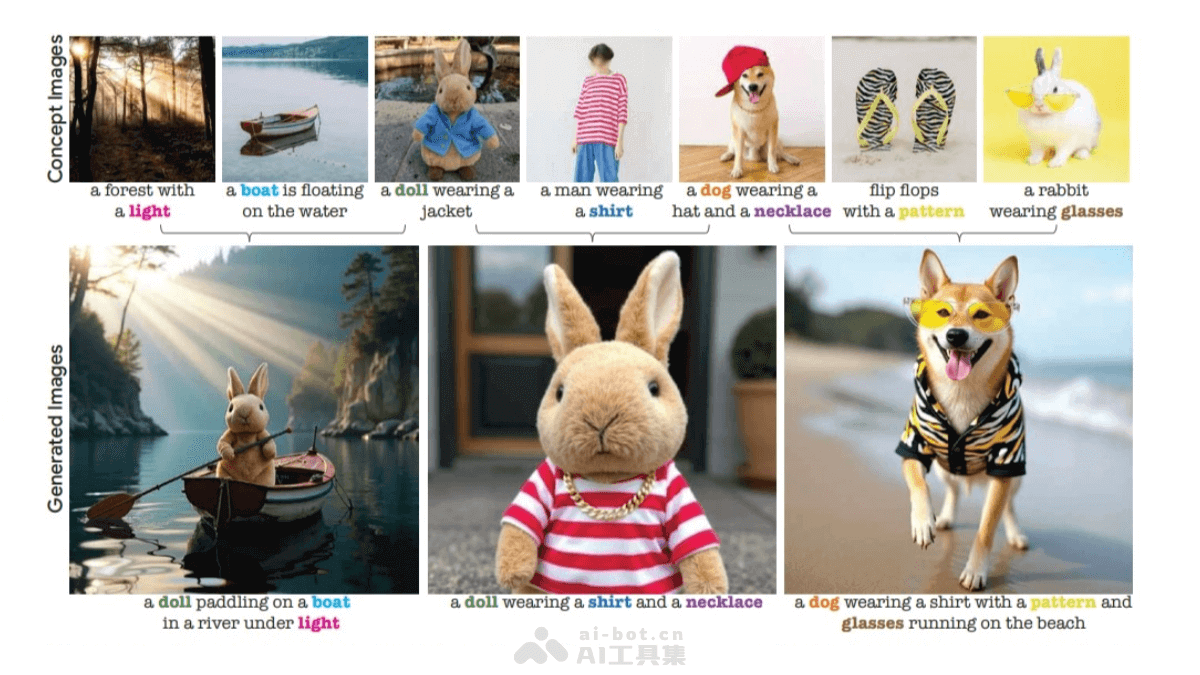 Concept Images
a forest with
a light
a boat is floating
on the water
a doll wearing a
jacket
a man wearing
a shirt
a dog wearing a
hat and a necklace
flip flops
with a pattern
a rabbit
wearing glasses
Generated Images
a doll paddling on a boat
in a river under light
a doll wearing a shirt and a necklace
a dog wearing a shirt with a pattern and
glasses running on the beach
ai-bot.cn
AI工具集